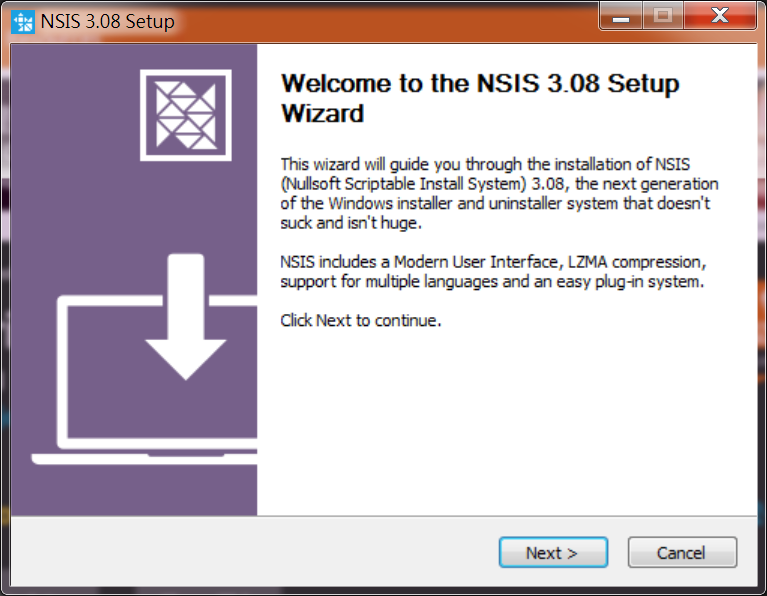 NSIS 3.08 Setup
Welcome to the NSIS 3.08 Setup
Wizard
This wizard will guide you through the installation of NSIS
(Nullsoft Scriptable Install System) 3.08, the next generation
of the Windows installer and uninstaller system that doesn't
suck and isn't huge.
NSIS includes a Modern User Interface, LZMA compression,
support for multiple languages and an easy plug-in system.
Click Next to continue.
Next >
Cancel